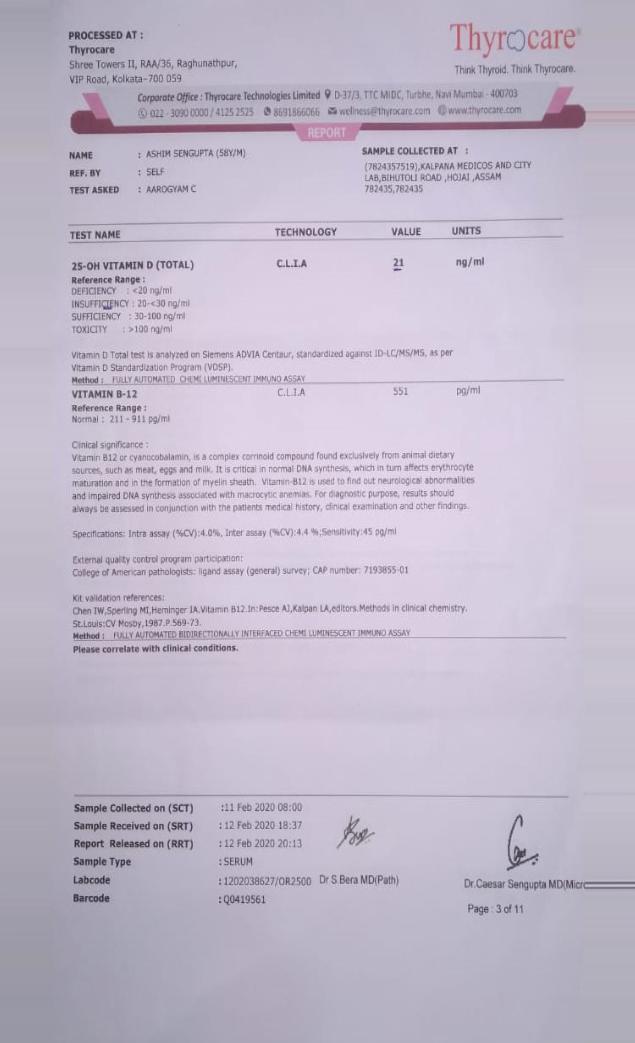 PROCESSED AT :
Thyrocare
Shree Towers II, RAA/36, Raghunathpur,
VIP Road, Kolkata-700 059
Thyrocare®
Think Thyroid. Think Thyrocare.
Corporate Office : Thyrocare Technologies Limited D-37/3, TTC MIDC, Turbhe, Navi Mumbai - 400703
022 - 3090 0000 / 4125 2525 8691866066 wellness@thyrocare.com www.thyrocare.com
REPORT
NAME : ASHIM SENGUPTA (58Y/M)
REF. BY : SELF
TEST ASKED : AAROGYAM C
SAMPLE COLLECTED AT :
(7824357519),KALPANA MEDICOS AND CITY
LAB,BIHUTOLI ROAD ,HOJAI ,ASSAM
782435,782435
TEST NAME TECHNOLOGY VALUE UNITS
25-OH VITAMIN D (TOTAL) C.L.I.A 21 ng/ml
Reference Range :
DEFICIENCY : <20 ng/ml
INSUFFICIENCY : 20-<30 ng/ml
SUFFICIENCY : 30-100 ng/ml
TOXICITY : >100 ng/ml
Vitamin D Total test is analyzed on Siemens ADVIA Centaur, standardized against ID-LC/MS/MS, as per
Vitamin D Standardization Program (VDSP).
Method : FULLY AUTOMATED CHEMI LUMINESCENT IMMUNO ASSAY
VITAMIN B-12 C.L.I.A 551 pg/ml
Reference Range :
Normal : 211 - 911 pg/ml
Clinical significance :
Vitamin B12 or cyanocobalamin, is a complex corrinoid compound found exclusively from animal dietary
sources, such as meat, eggs and milk. It is critical in normal DNA synthesis, which in turn affects erythrocyte
maturation and in the formation of myelin sheath. Vitamin-B12 is used to find out neurological abnormalities
and impaired DNA synthesis associated with macrocytic anemias. For diagnostic purpose, results should
always be assessed in conjunction with the patients medical history, clinical examination and other findings.
Specifications: Intra assay (%CV):4.0%, Inter assay (%CV):4.4 %;Sensitivity:45 pg/ml
External quality control program participation:
College of American pathologists: ligand assay (general) survey; CAP number: 7193855-01
Kit validation references:
Chen IW,Sperling MI,Heminger IA.Vitamin B12.In:Pesce AJ,Kalpan LA,editors.Methods in clinical chemistry.
St.Louis:CV Mosby,1987.P.569-73.
Method : FULLY AUTOMATED BIDIRECTIONALLY INTERFACED CHEMI LUMINESCENT IMMUNO ASSAY
Please correlate with clinical conditions.
Sample Collected on (SCT) :11 Feb 2020 08:00
Sample Received on (SRT) : 12 Feb 2020 18:37
Report Released on (RRT) : 12 Feb 2020 20:13
Sample Type : SERUM
Labcode : 1202038627/OR2500 Dr S.Bera MD(Path) Dr.Caesar Sengupta MD(Micro
Barcode : Q0419561
Page : 3 of 11